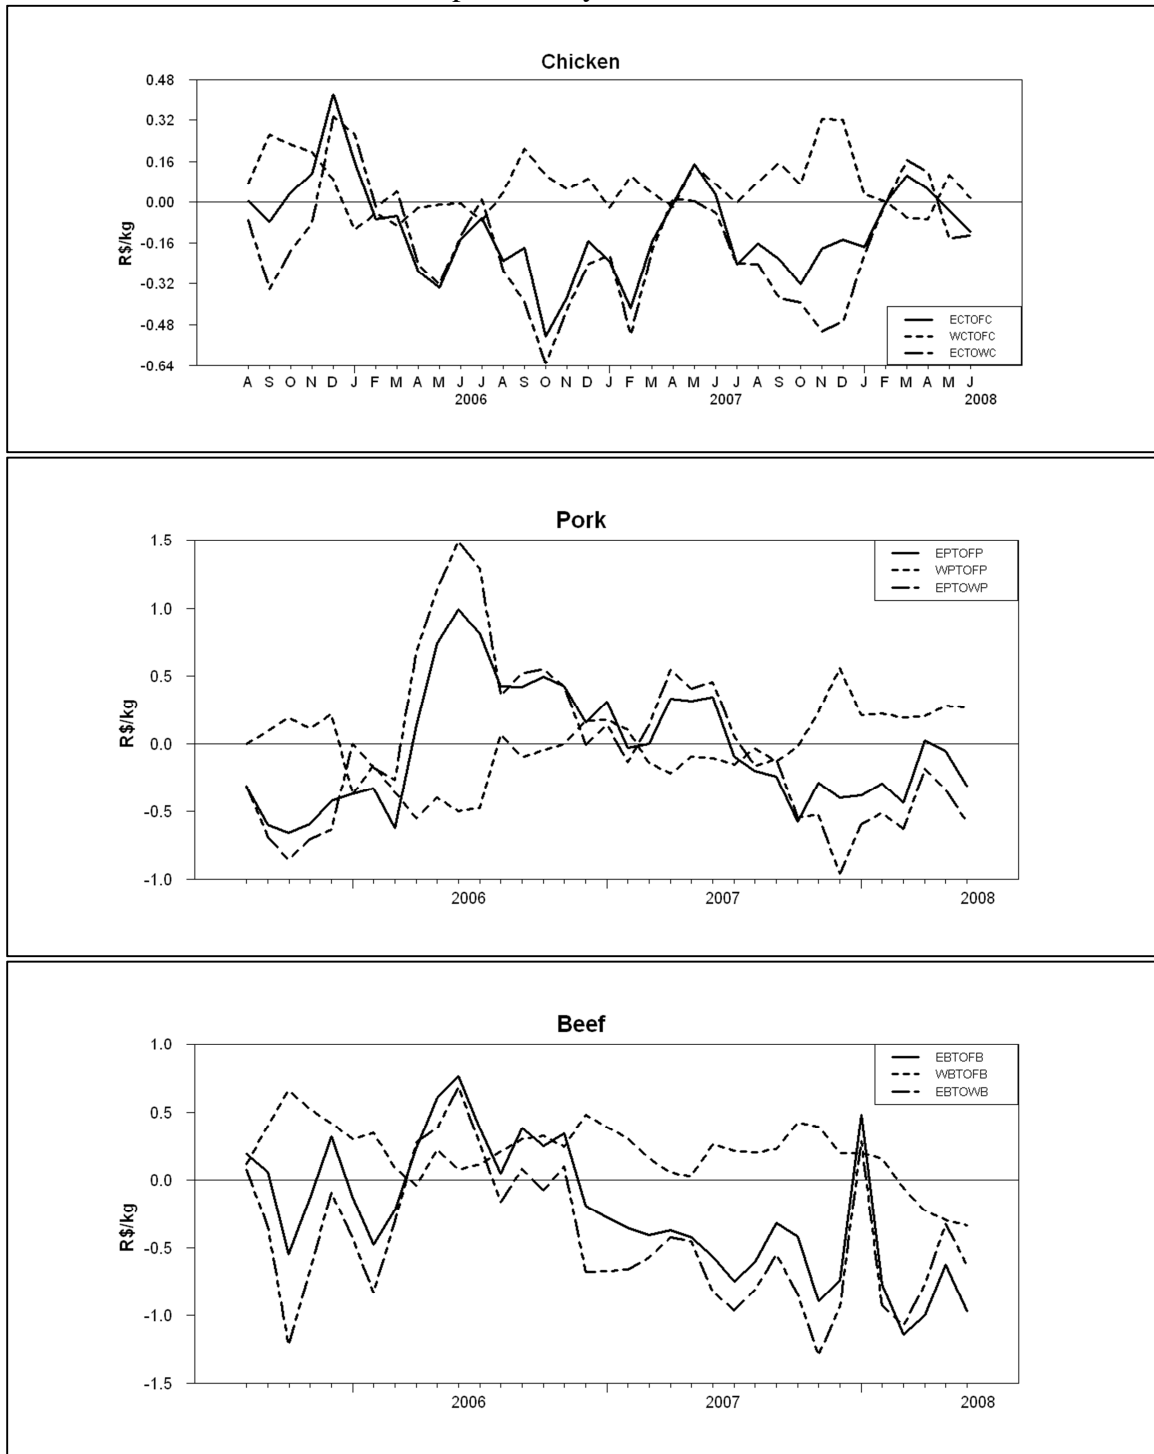 Chicken
0.48
0.32
0.16
0.00
-0.16
-0.32
-0.48
-0.64
R$/kg
ECTOFC
WCTOFC
ECTOWC
A S O N D J F M A M J J A S O N D J F M A M J J A S O N D J F M A M J
2006 2007 2008
Pork
1.5
1.0
0.5
0.0
-0.5
-1.0
R$/kg
EPTOFP
WPTOFP
EPTOWP
2006 2007 2008
Beef
1.0
0.5
0.0
-0.5
-1.0
-1.5
R$/kg
EBTOFB
WBTOFB
EBTOWB
2006 2007 2008